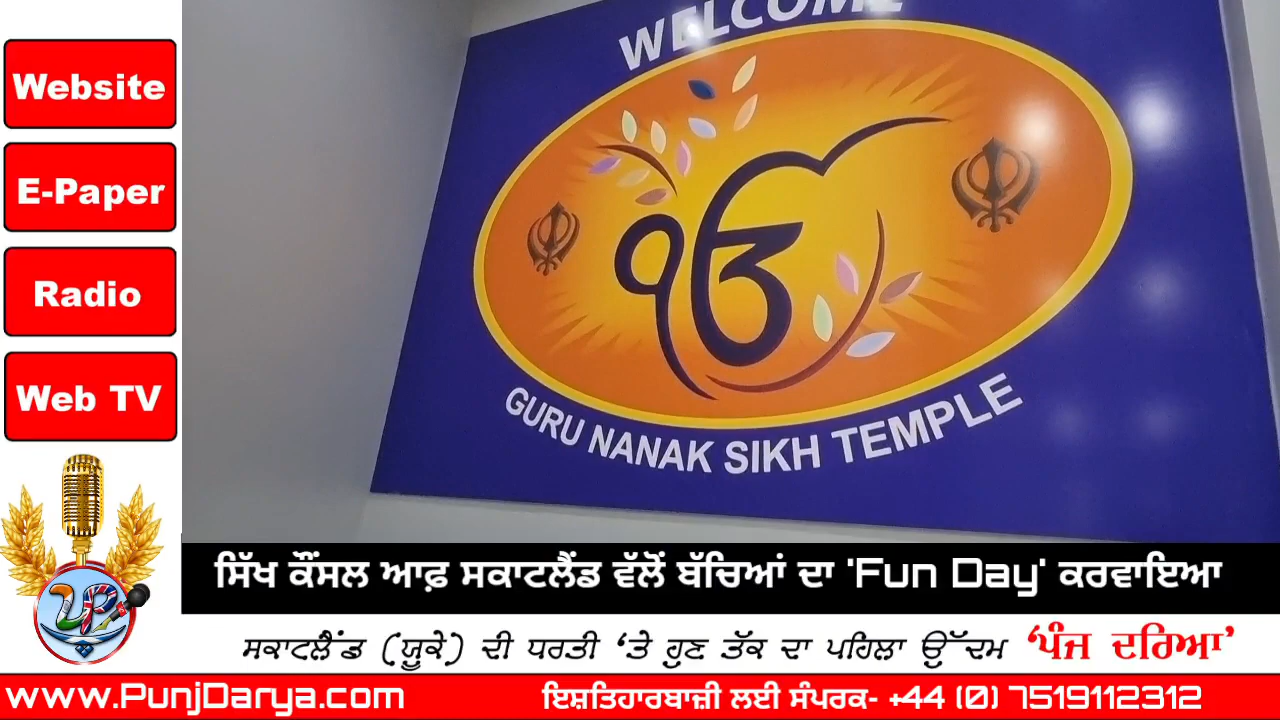 Website
E-Paper
Radio
Web TV
WELCOME
ੴ
GURU NANAK SIKH TEMPLE
UP
ਸਿੱਖ ਕੌਂਸਲ ਆਫ਼ ਸਕਾਟਲੈਂਡ ਵੱਲੋਂ ਬੱਚਿਆਂ ਦਾ 'Fun Day' ਕਰਵਾਇਆ
ਸਕਾਟਲੈਂਡ (ਯੂਕੇ) ਦੀ ਧਰਤੀ ‘ਤੇ ਹੁਣ ਤੱਕ ਦਾ ਪਹਿਲਾ ਉੱਦਮ ‘ਪੰਜ ਦਰਿਆ’
www.PunjDarya.com ਇਸ਼ਤਿਹਾਰਬਾਜ਼ੀ ਲਈ ਸੰਪਰਕ- +44 (0) 7519112312